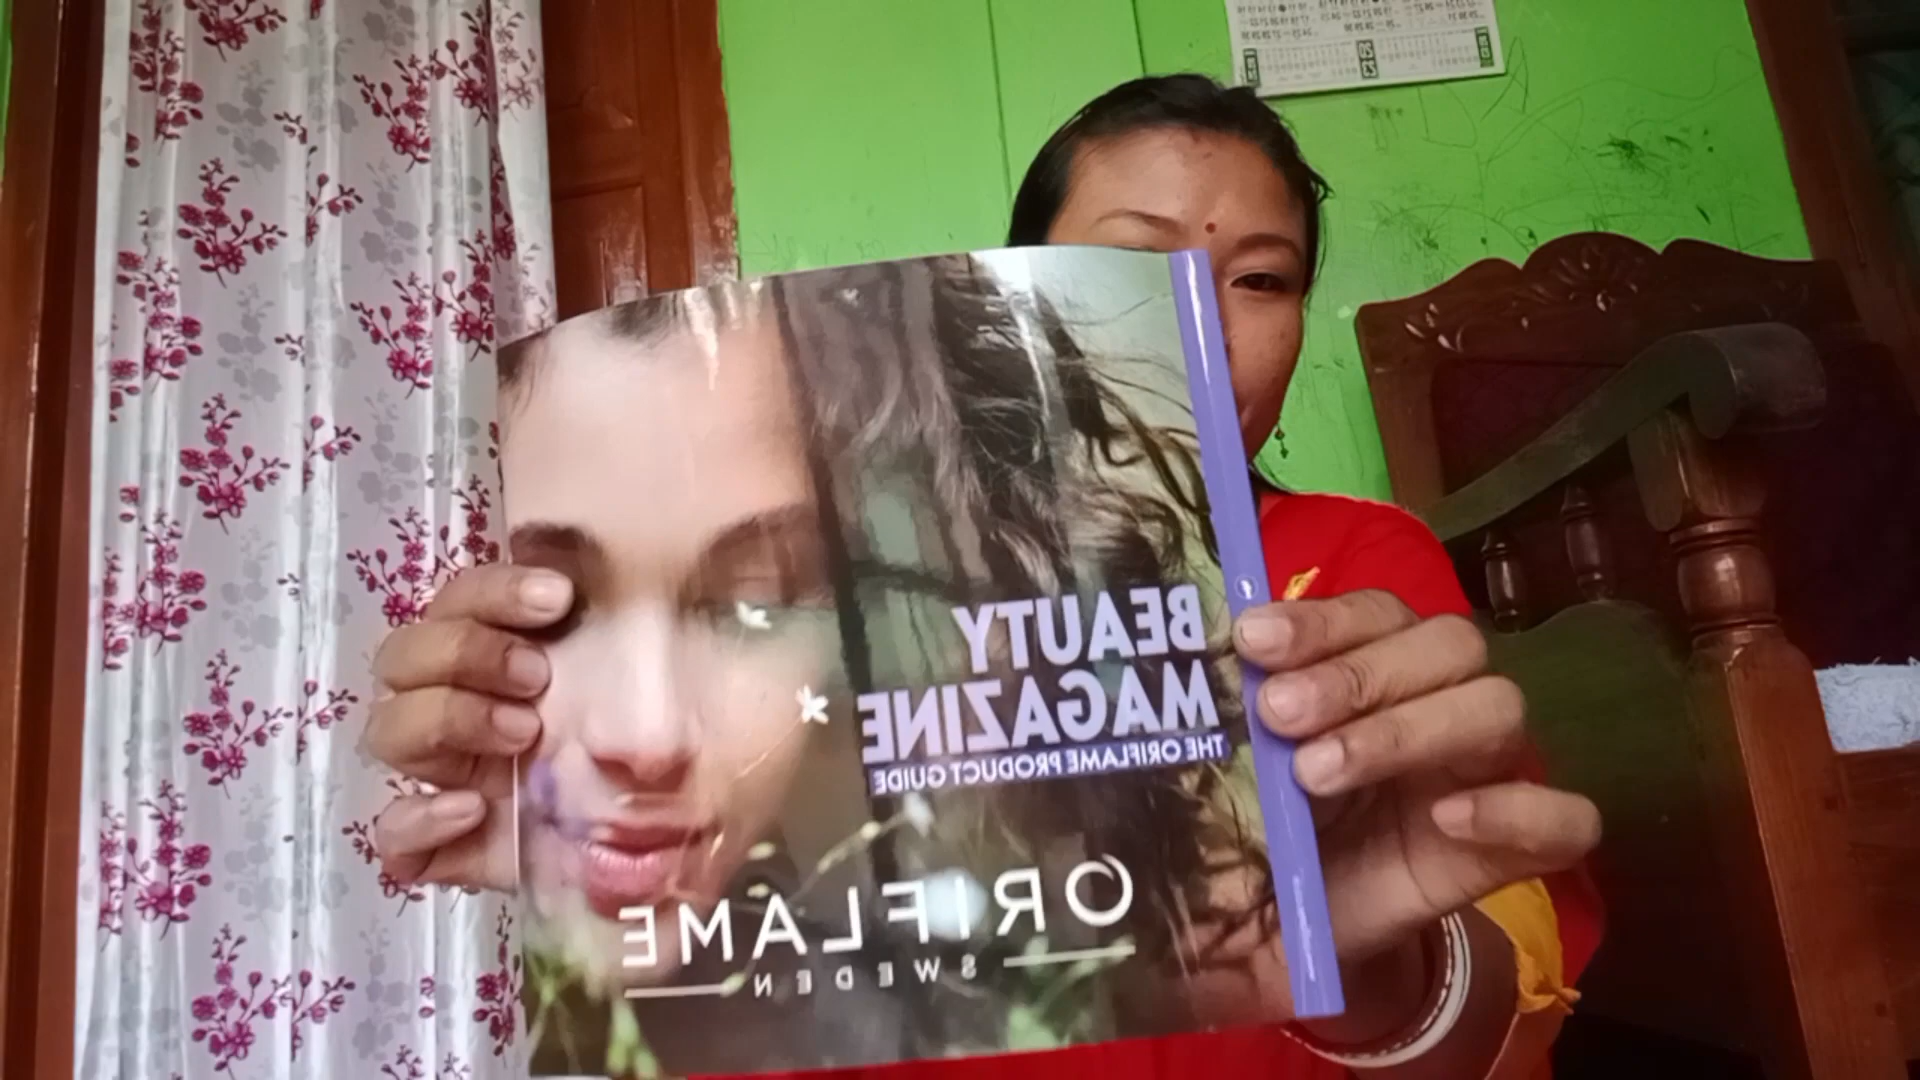 BEAUTY
MAGAZINE
THE ORIFLAME PRODUCT GUIDE
ORIFLAME
SWEDEN